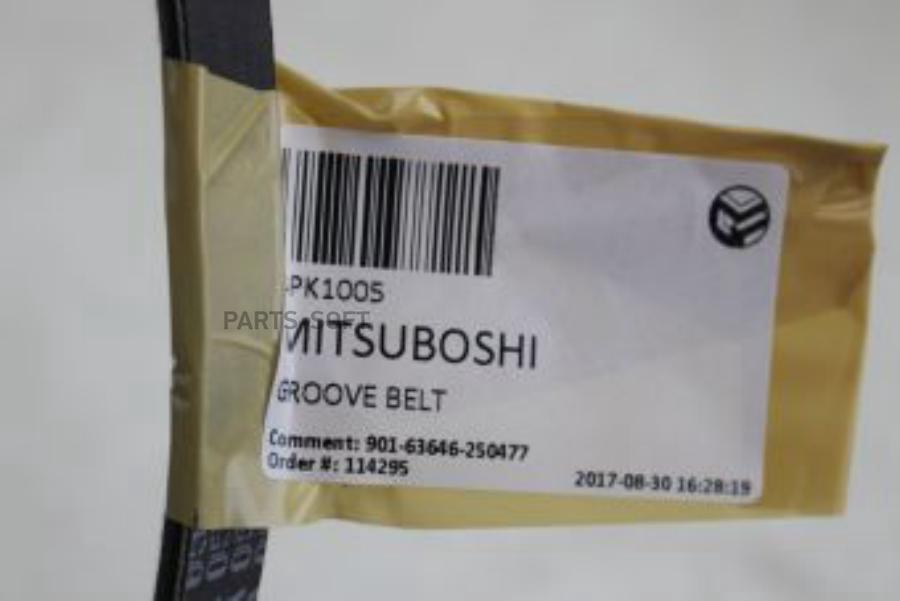 -PK1005
PARTS-SOFT
MITSUBOSHI
GROOVE BELT
Comment: 901-63646-250477
Order #: 114295
2017-08-30 16:28:19